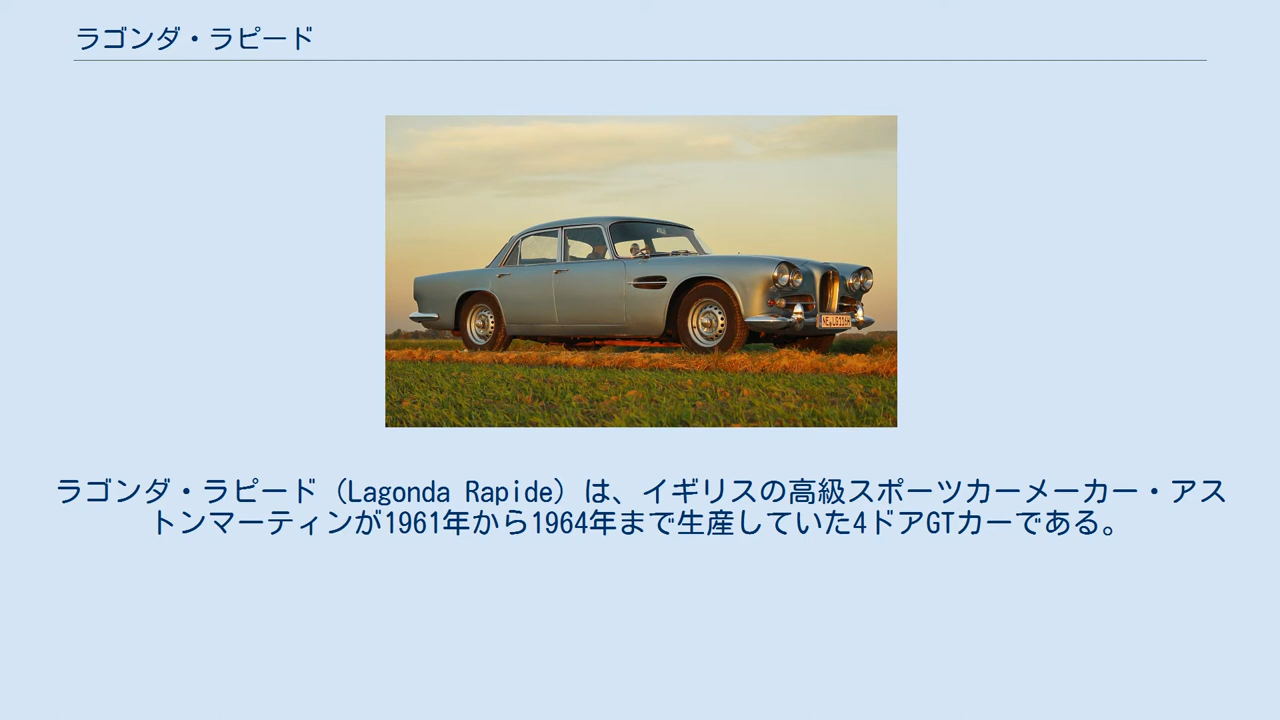 ラゴンダ・ラピード
ラゴンダ・ラピード（Lagonda Rapide）は、イギリスの高級スポーツカーメーカー・アス
トンマーティンが1961年から1964年まで生産していた4ドアGTカーである。